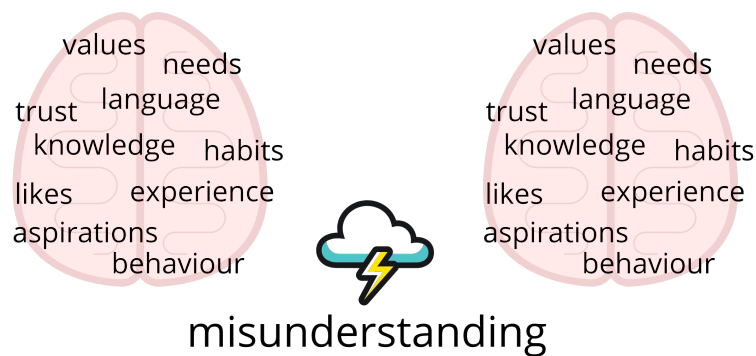 values
needs
trust
language
knowledge
habits
likes
experience
aspirations
behaviour
values
needs
trust
language
knowledge
habits
likes
experience
aspirations
behaviour
misunderstanding